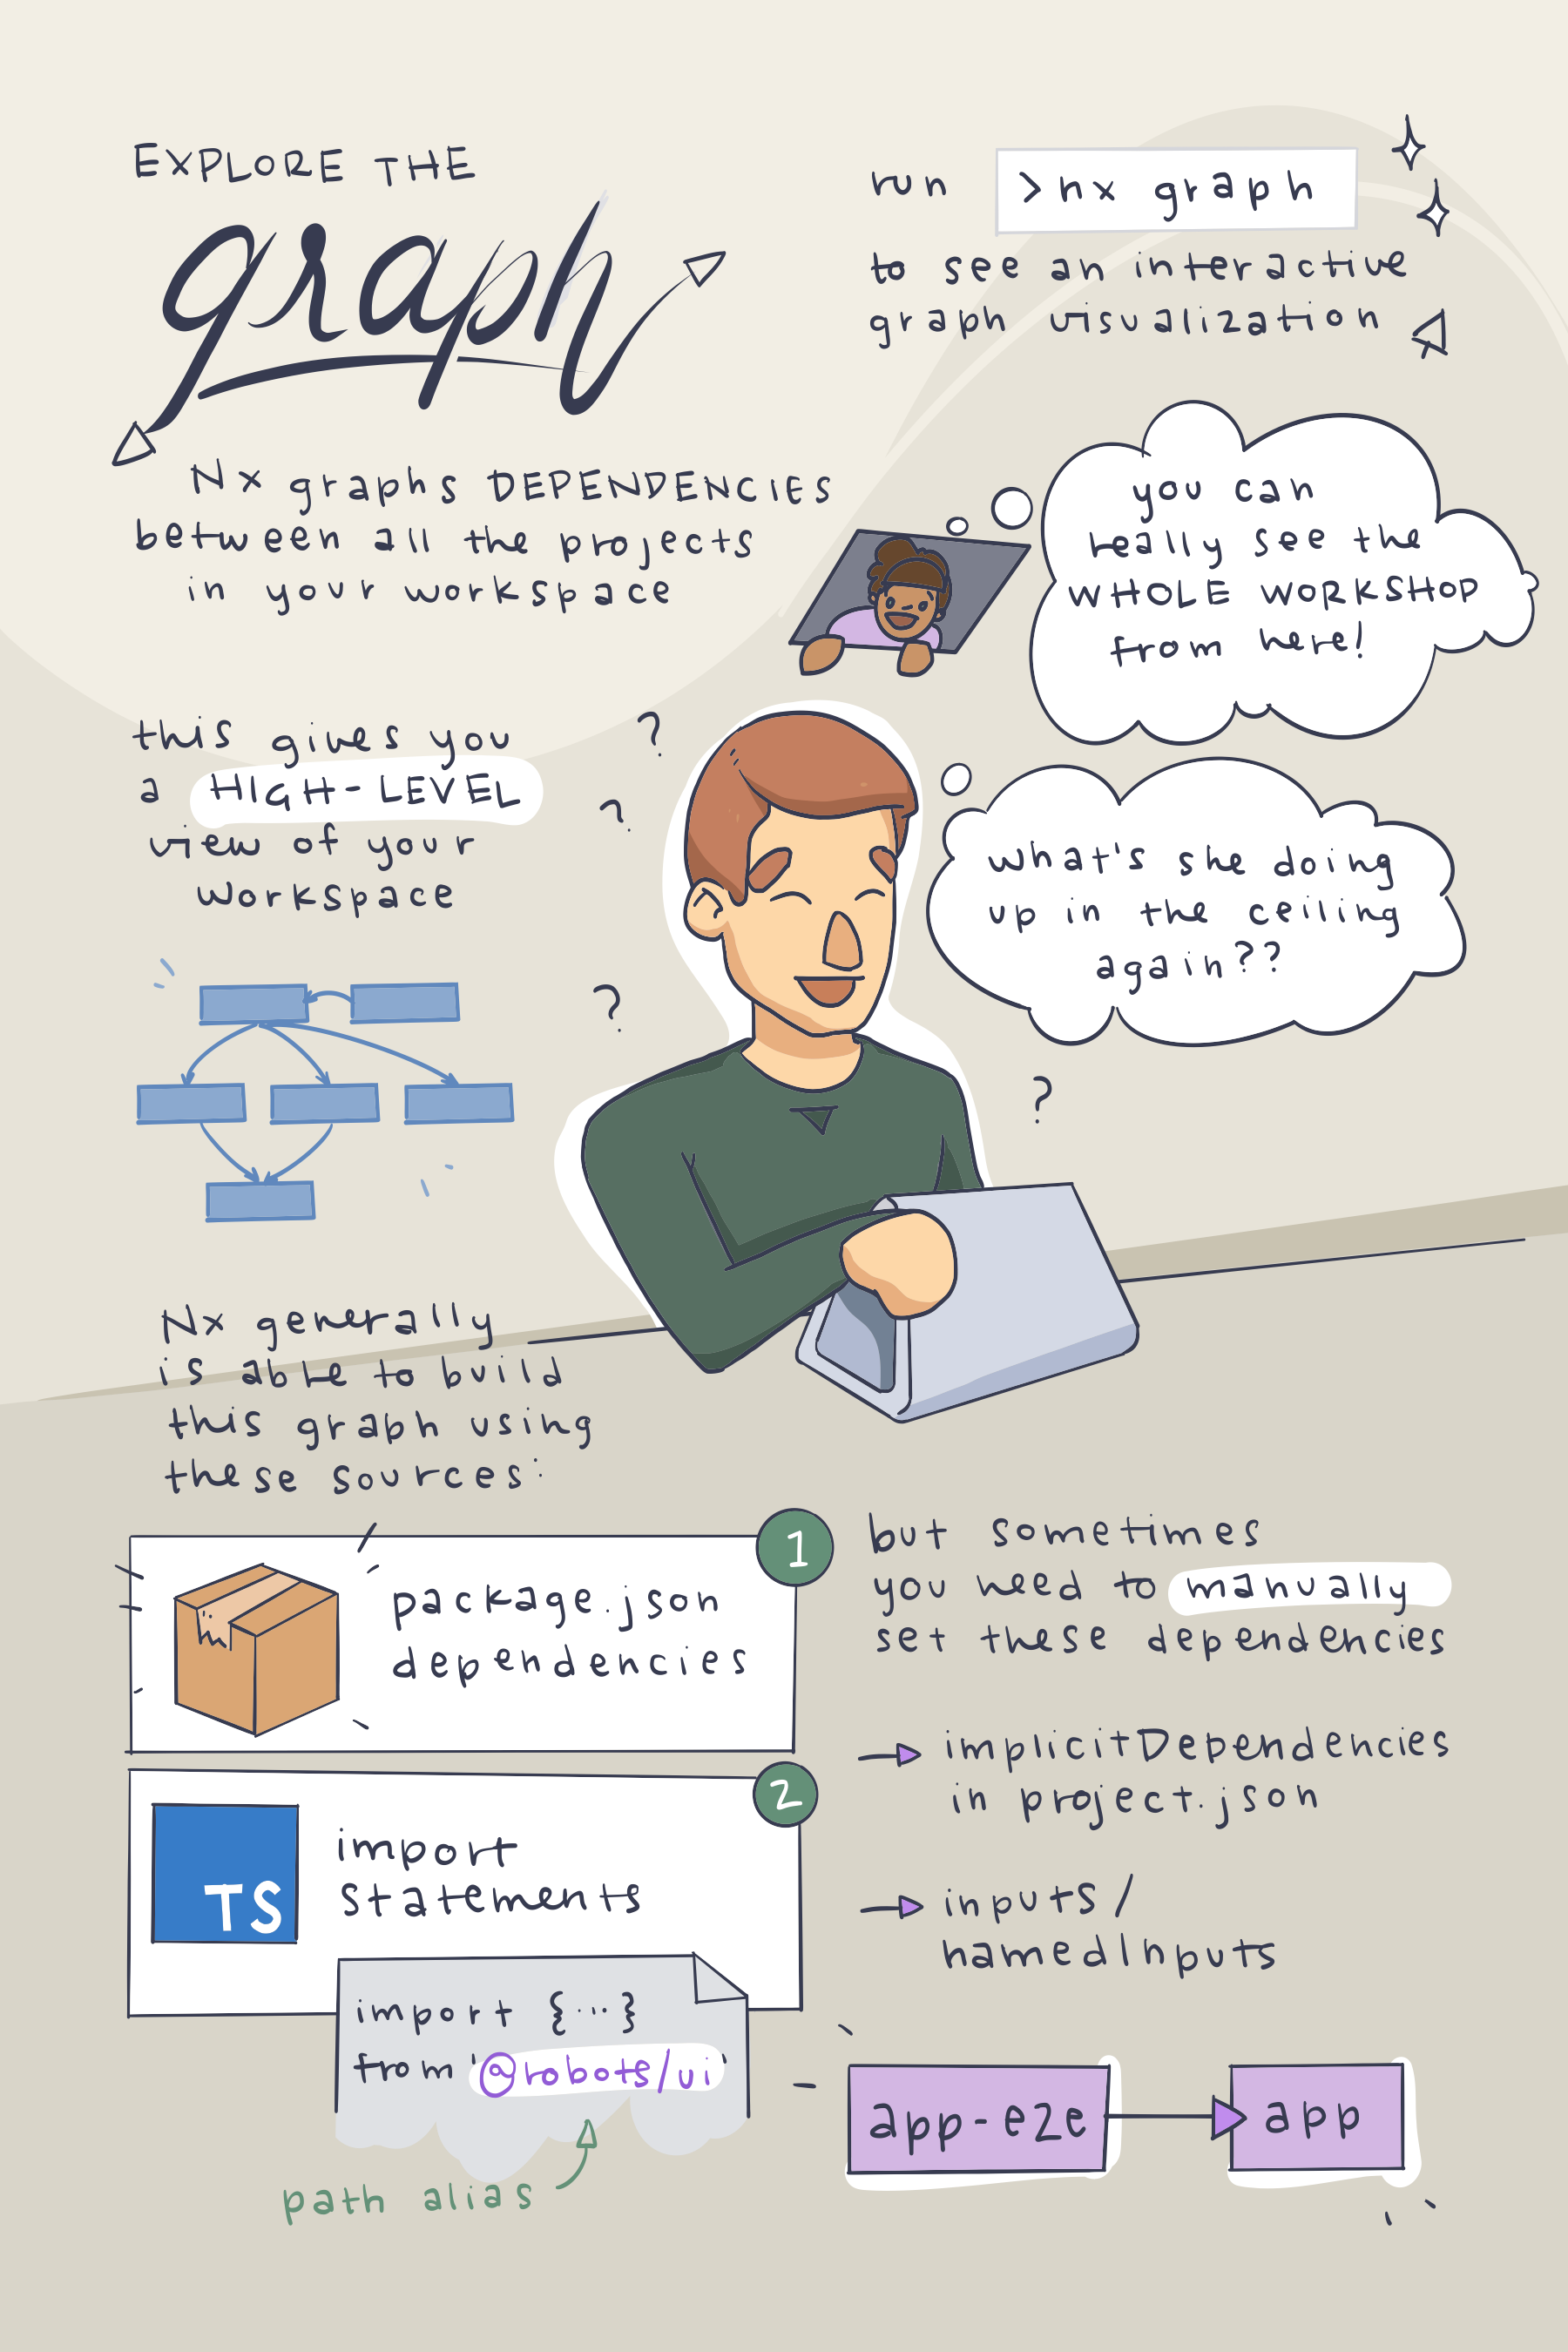 EXPLORE THE
graph
run >nx graph
to see an interactive
graph visualization
Nx graphs DEPENDENCIES
between all the projects
in your workspace
you can
really see the
WHOLE WORKSHOP
from here!
this gives you
a HIGH-LEVEL
view of your
workspace
what's she doing
up in the ceiling
again??
?
?
?
?
Nx generally
is able to build
this graph using
these sources:
1
package.json
dependencies
2
TS
import
statements
import {...}
from '@robots/ui'
path alias
but sometimes
you need to manually
set these dependencies
implicitDependencies
in project.json
inputs/
namedInputs
app-e2e
app